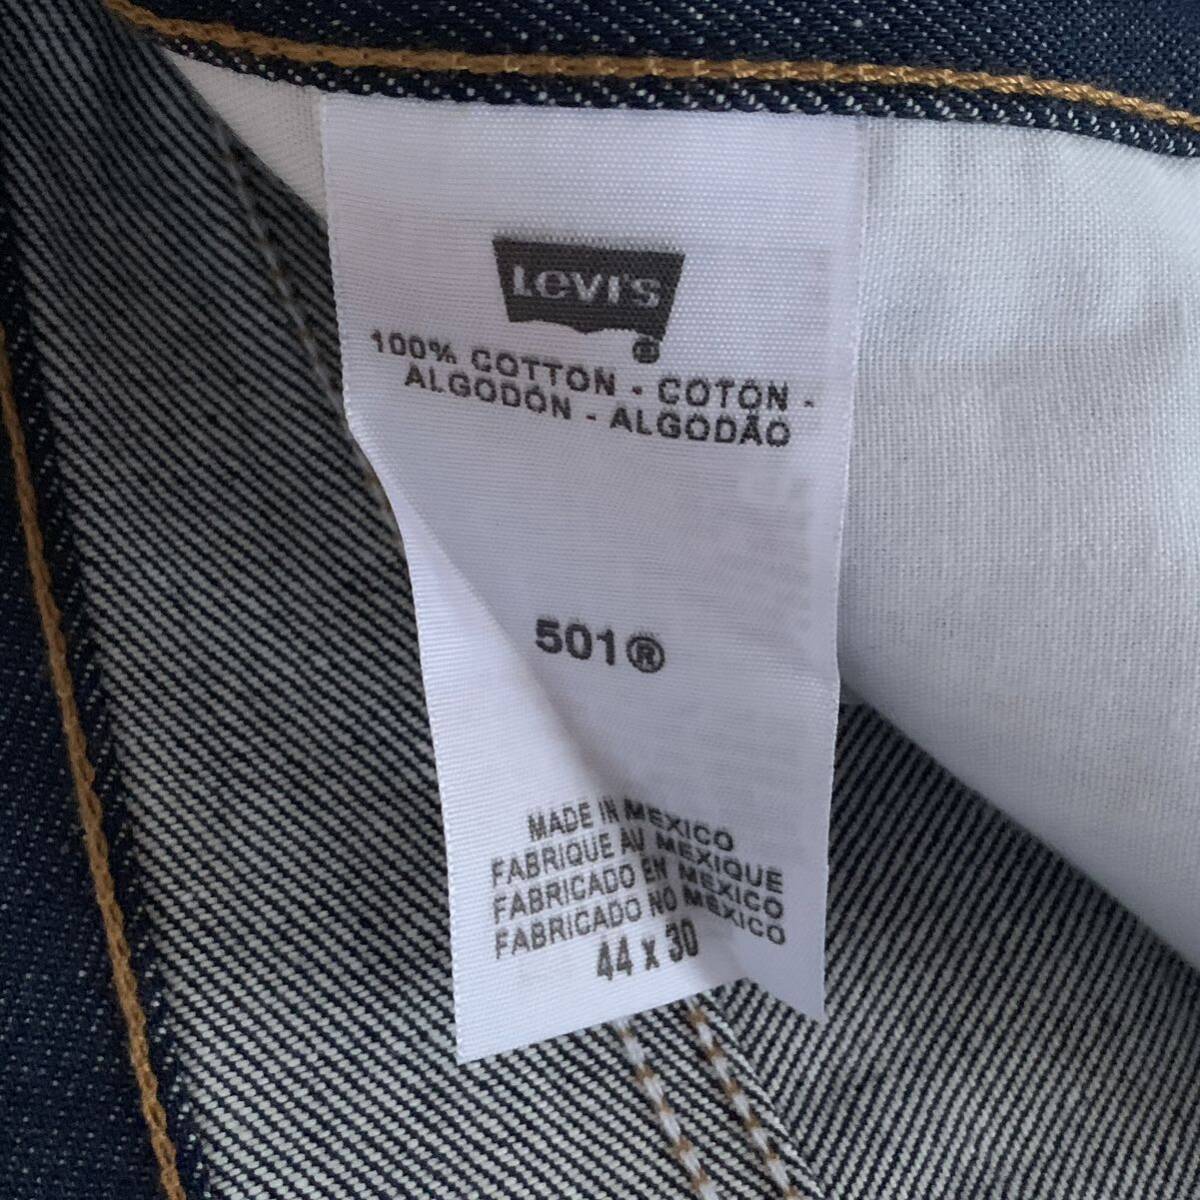 Levi's
®
100% COTTON - COTON -
ALGODÓN - ALGODÃO
501®
MADE IN MEXICO
FABRIQUE AU MEXIQUE
FABRICADO EN MEXICO
FABRICADO NO MEXICO
44 x 30